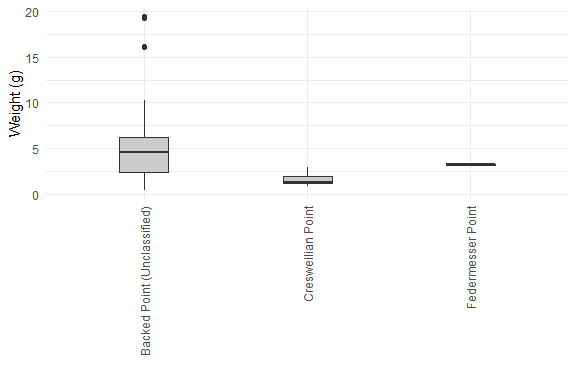 Weight (g)
20
15
10
5
0
Backed Point (Unclassified)
Creswellian Point
Federmesser Point